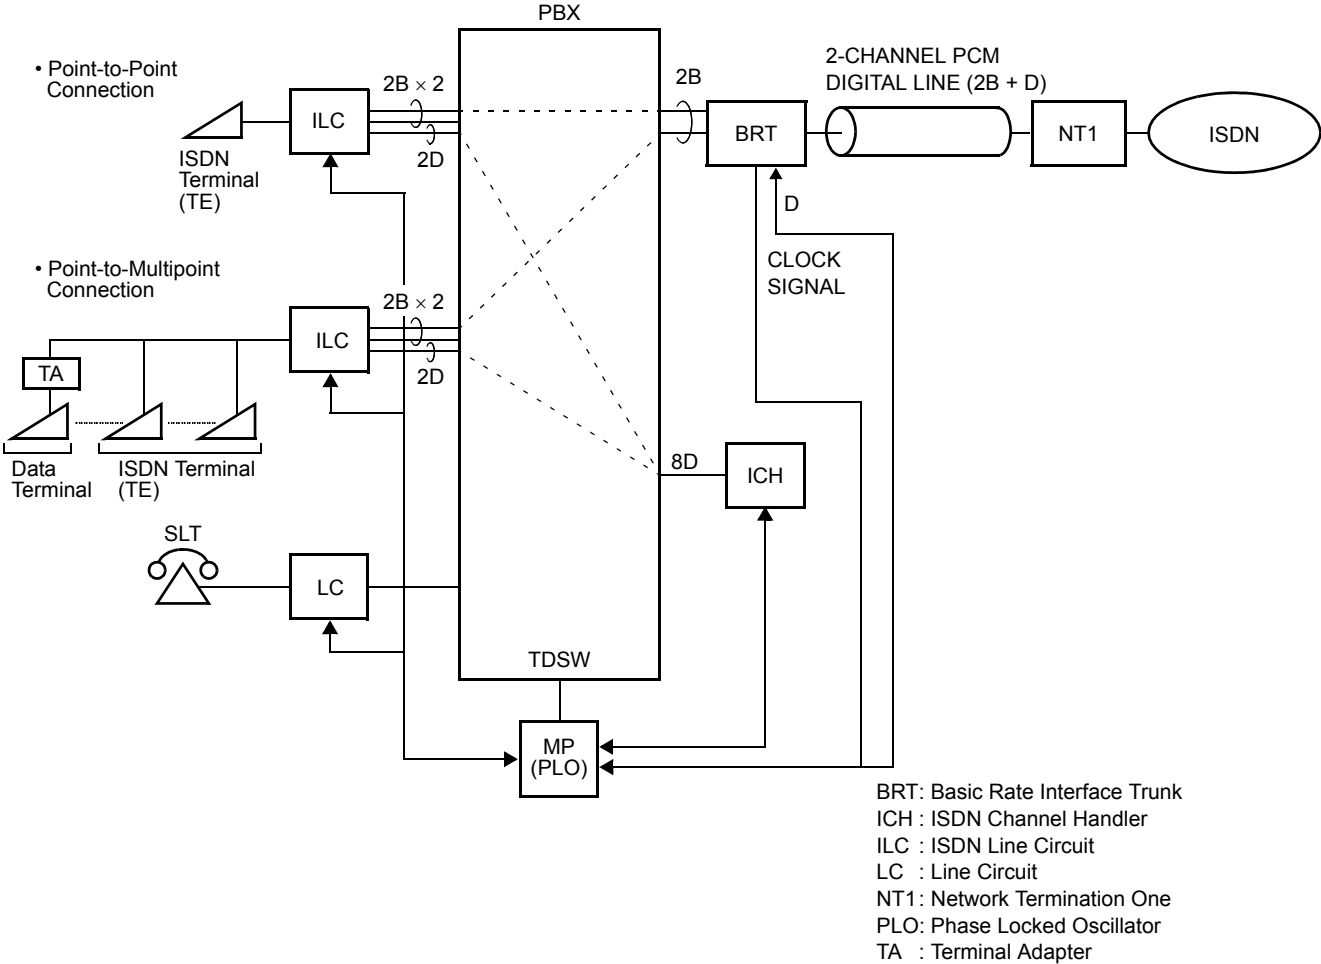 PBX
• Point-to-Point
Connection
2B × 2
ILC
2D
ISDN
Terminal
(TE)
2B
2-CHANNEL PCM
DIGITAL LINE (2B + D)
BRT
NT1
ISDN
D
CLOCK
SIGNAL
• Point-to-Multipoint
Connection
2B × 2
ILC
2D
TA
Data
Terminal
ISDN Terminal
(TE)
8D
ICH
SLT
LC
TDSW
MP
(PLO)
BRT: Basic Rate Interface Trunk
ICH : ISDN Channel Handler
ILC : ISDN Line Circuit
LC : Line Circuit
NT1: Network Termination One
PLO: Phase Locked Oscillator
TA : Terminal Adapter